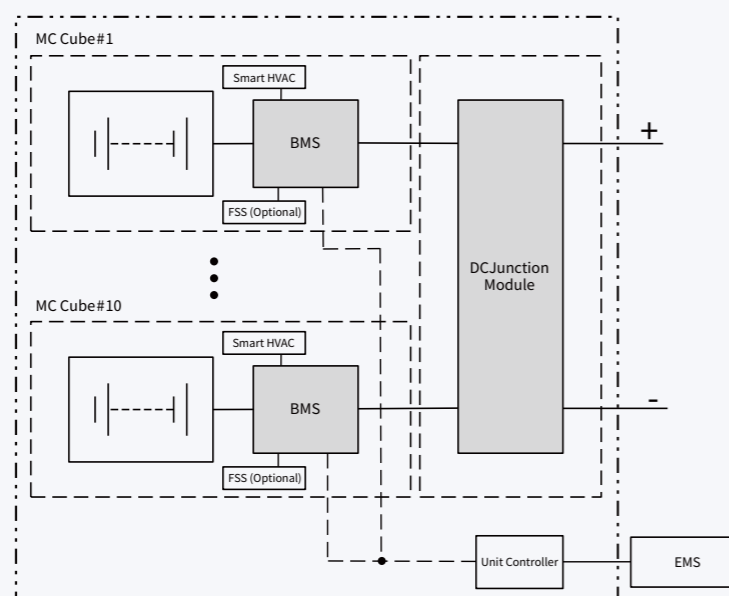 MC Cube#1
Smart HVAC
BMS
FSS (Optional)
+
DCJunction
Module
MC Cube#10
Smart HVAC
BMS
FSS (Optional)
-
Unit Controller
EMS